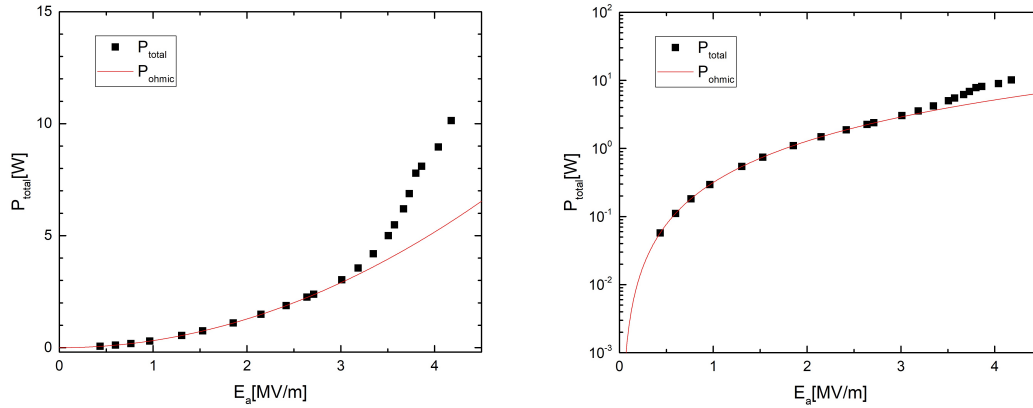 15
10
5
0
P_total[W]
P_total
P_ohmic
0 1 2 3 4
E_a[MV/m]
10^2
10^1
10^0
10^-1
10^-2
10^-3
P_total[W]
P_total
P_ohmic
0 1 2 3 4
E_a[MV/m]